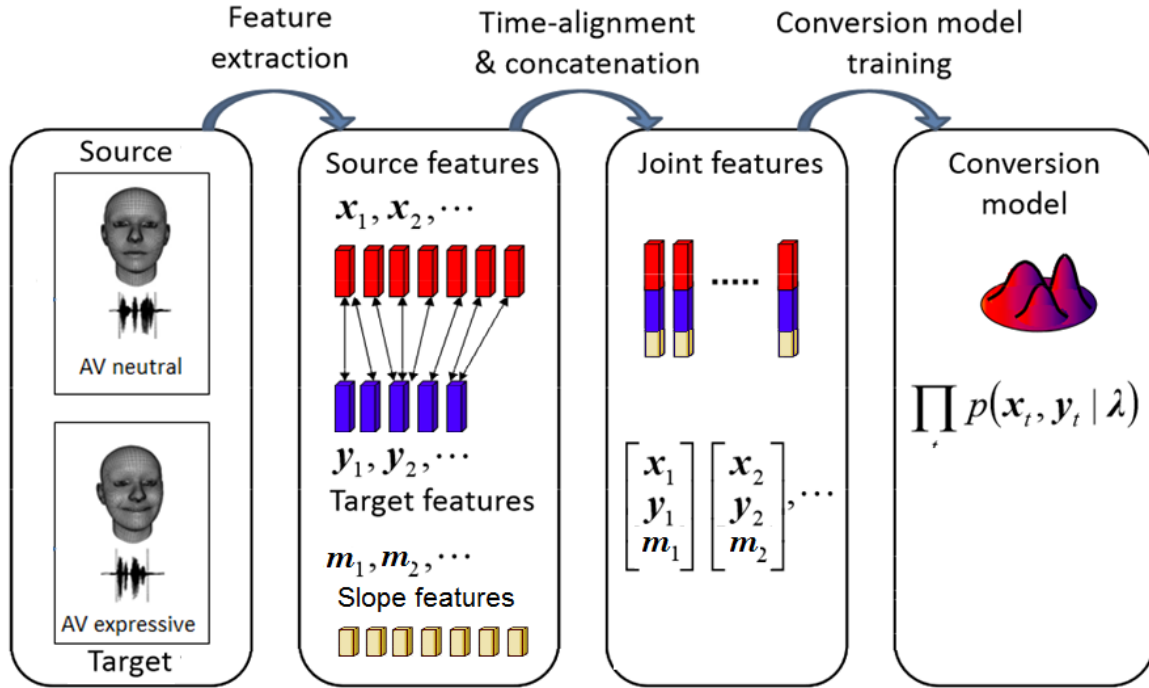 Feature
extraction
Time-alignment
& concatenation
Conversion model
training
Source
AV neutral
AV expressive
Target
Source features
x₁, x₂, ⋯
y₁, y₂, ⋯
Target features
m₁, m₂, ⋯
Slope features
Joint features
.....
[x₁ y₁ m₁] [x₂ y₂ m₂], ⋯
Conversion
model
∏ₜ p(xₜ, yₜ | λ)